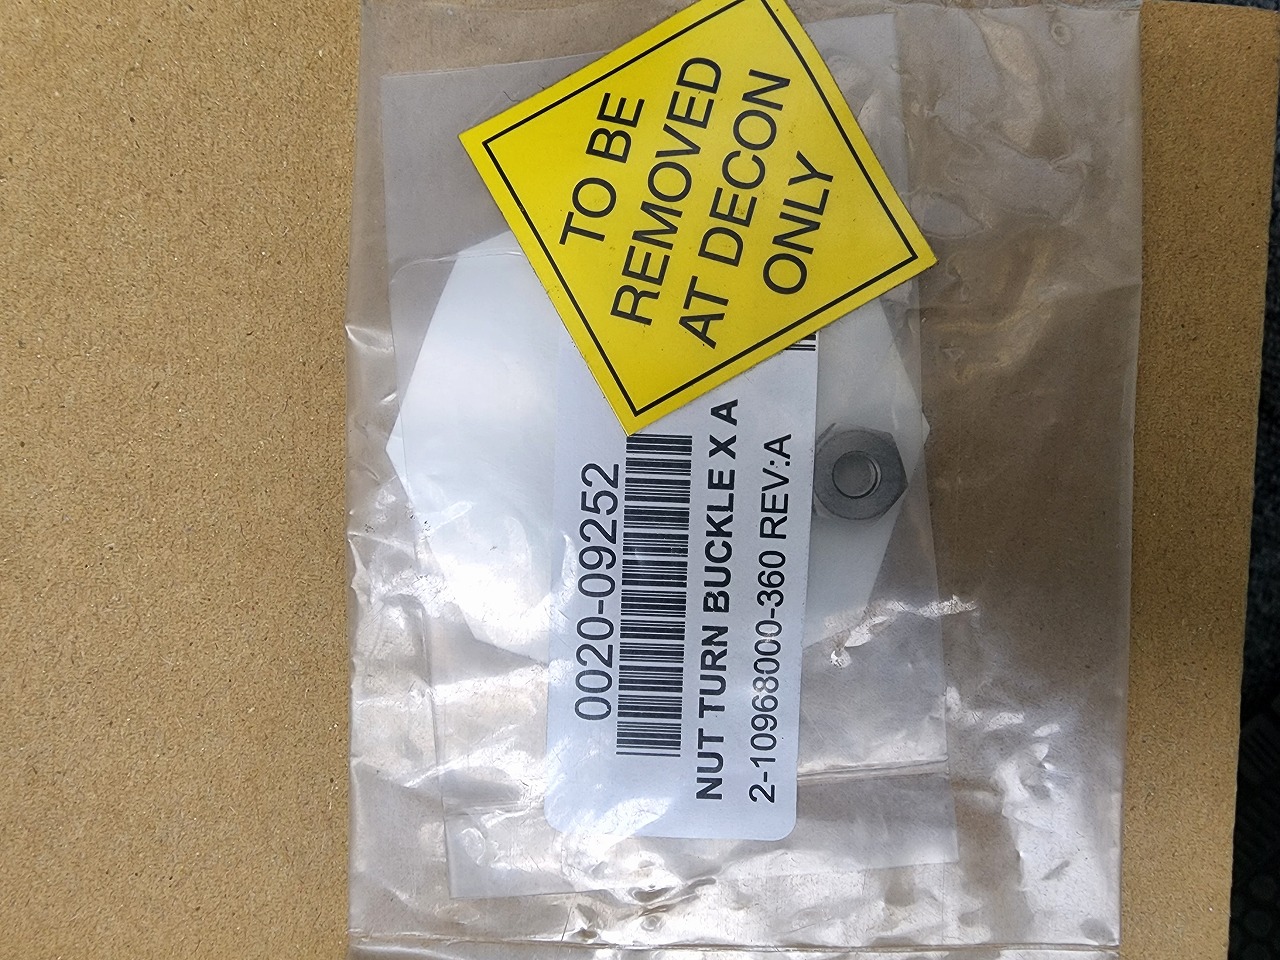 TO BE
REMOVED
AT DECON
ONLY
0020-09252
NUT TURN BUCKLE X A
2-10968000-360 REV:A